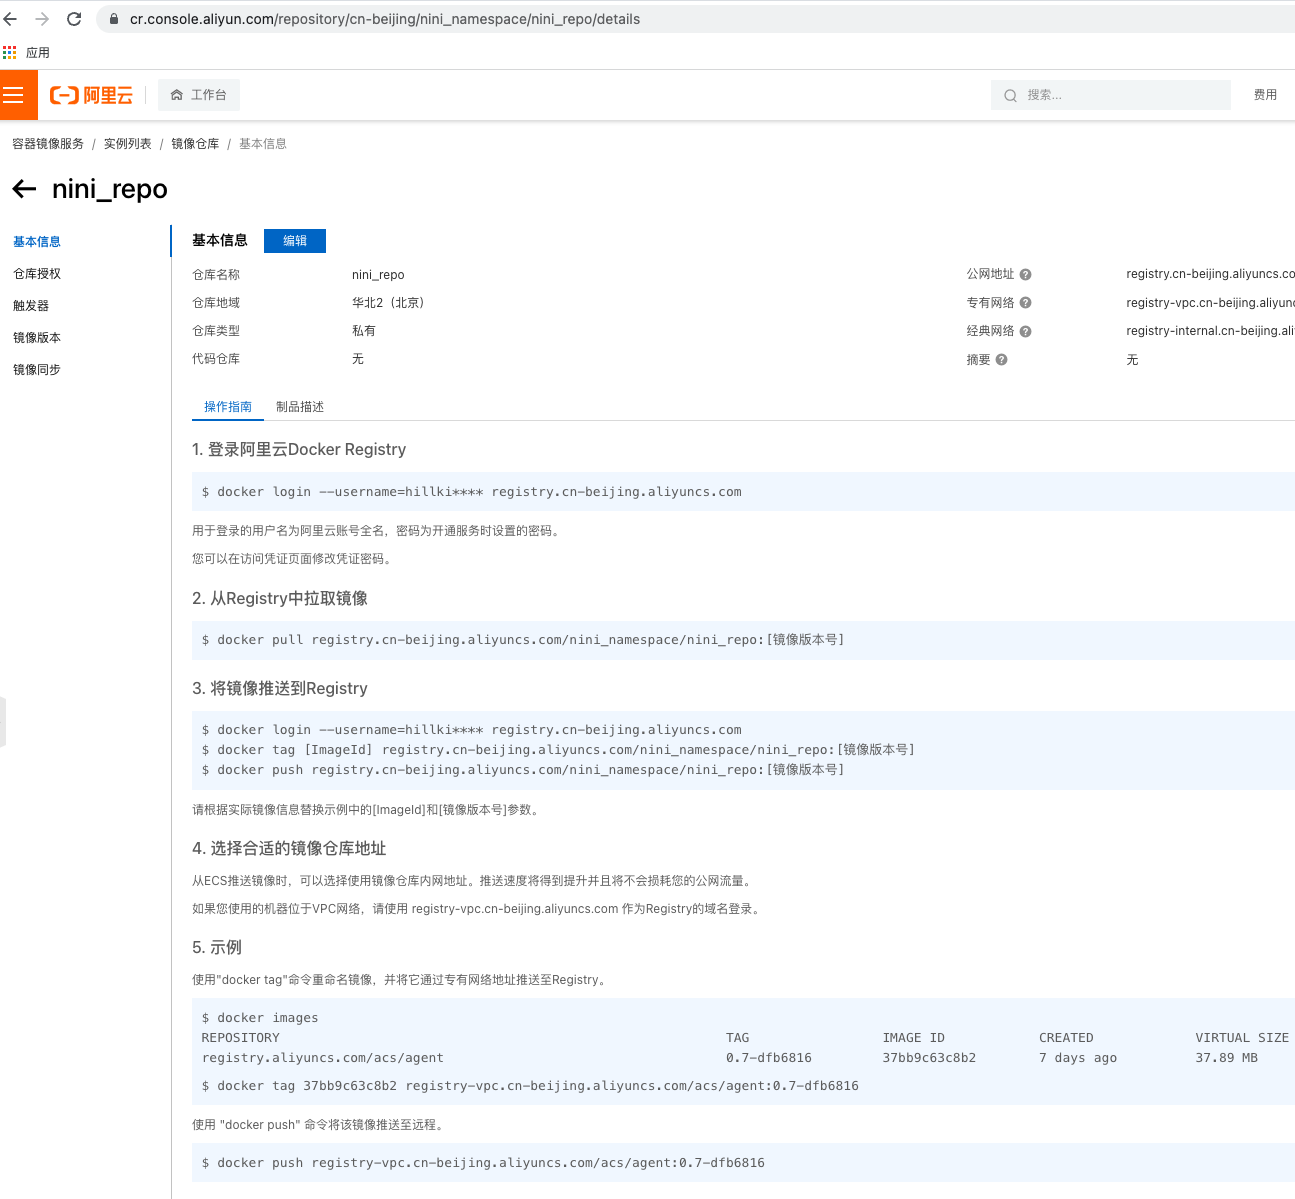 cr.console.aliyun.com/repository/cn-beijing/nini_namespace/nini_repo/details
应用
阿里云
工作台
搜索...
费用
容器镜像服务 / 实例列表 / 镜像仓库 / 基本信息
nini_repo
基本信息
仓库授权
触发器
镜像版本
镜像同步
基本信息 编辑
仓库名称 nini_repo 公网地址 registry.cn-beijing.aliyuncs.co
仓库地域 华北2（北京） 专有网络 registry-vpc.cn-beijing.aliyunc
仓库类型 私有 经典网络 registry-internal.cn-beijing.ali
代码仓库 无 摘要 无
操作指南 制品描述
1. 登录阿里云Docker Registry
$ docker login --username=hillki**** registry.cn-beijing.aliyuncs.com
用于登录的用户名为阿里云账号全名，密码为开通服务时设置的密码。
您可以在访问凭证页面修改凭证密码。
2. 从Registry中拉取镜像
$ docker pull registry.cn-beijing.aliyuncs.com/nini_namespace/nini_repo:[镜像版本号]
3. 将镜像推送到Registry
$ docker login --username=hillki**** registry.cn-beijing.aliyuncs.com
$ docker tag [ImageId] registry.cn-beijing.aliyuncs.com/nini_namespace/nini_repo:[镜像版本号]
$ docker push registry.cn-beijing.aliyuncs.com/nini_namespace/nini_repo:[镜像版本号]
请根据实际镜像信息替换示例中的[ImageId]和[镜像版本号]参数。
4. 选择合适的镜像仓库地址
从ECS推送镜像时，可以选择使用镜像仓库内网地址。推送速度将得到提升并且将不会损耗您的公网流量。
如果您使用的机器位于VPC网络，请使用 registry-vpc.cn-beijing.aliyuncs.com 作为Registry的域名登录。
5. 示例
使用"docker tag"命令重命名镜像，并将它通过专有网络地址推送至Registry。
$ docker images
REPOSITORY TAG IMAGE ID CREATED VIRTUAL SIZE
registry.aliyuncs.com/acs/agent 0.7-dfb6816 37bb9c63c8b2 7 days ago 37.89 MB
$ docker tag 37bb9c63c8b2 registry-vpc.cn-beijing.aliyuncs.com/acs/agent:0.7-dfb6816
使用 "docker push" 命令将该镜像推送至远程。
$ docker push registry-vpc.cn-beijing.aliyuncs.com/acs/agent:0.7-dfb6816